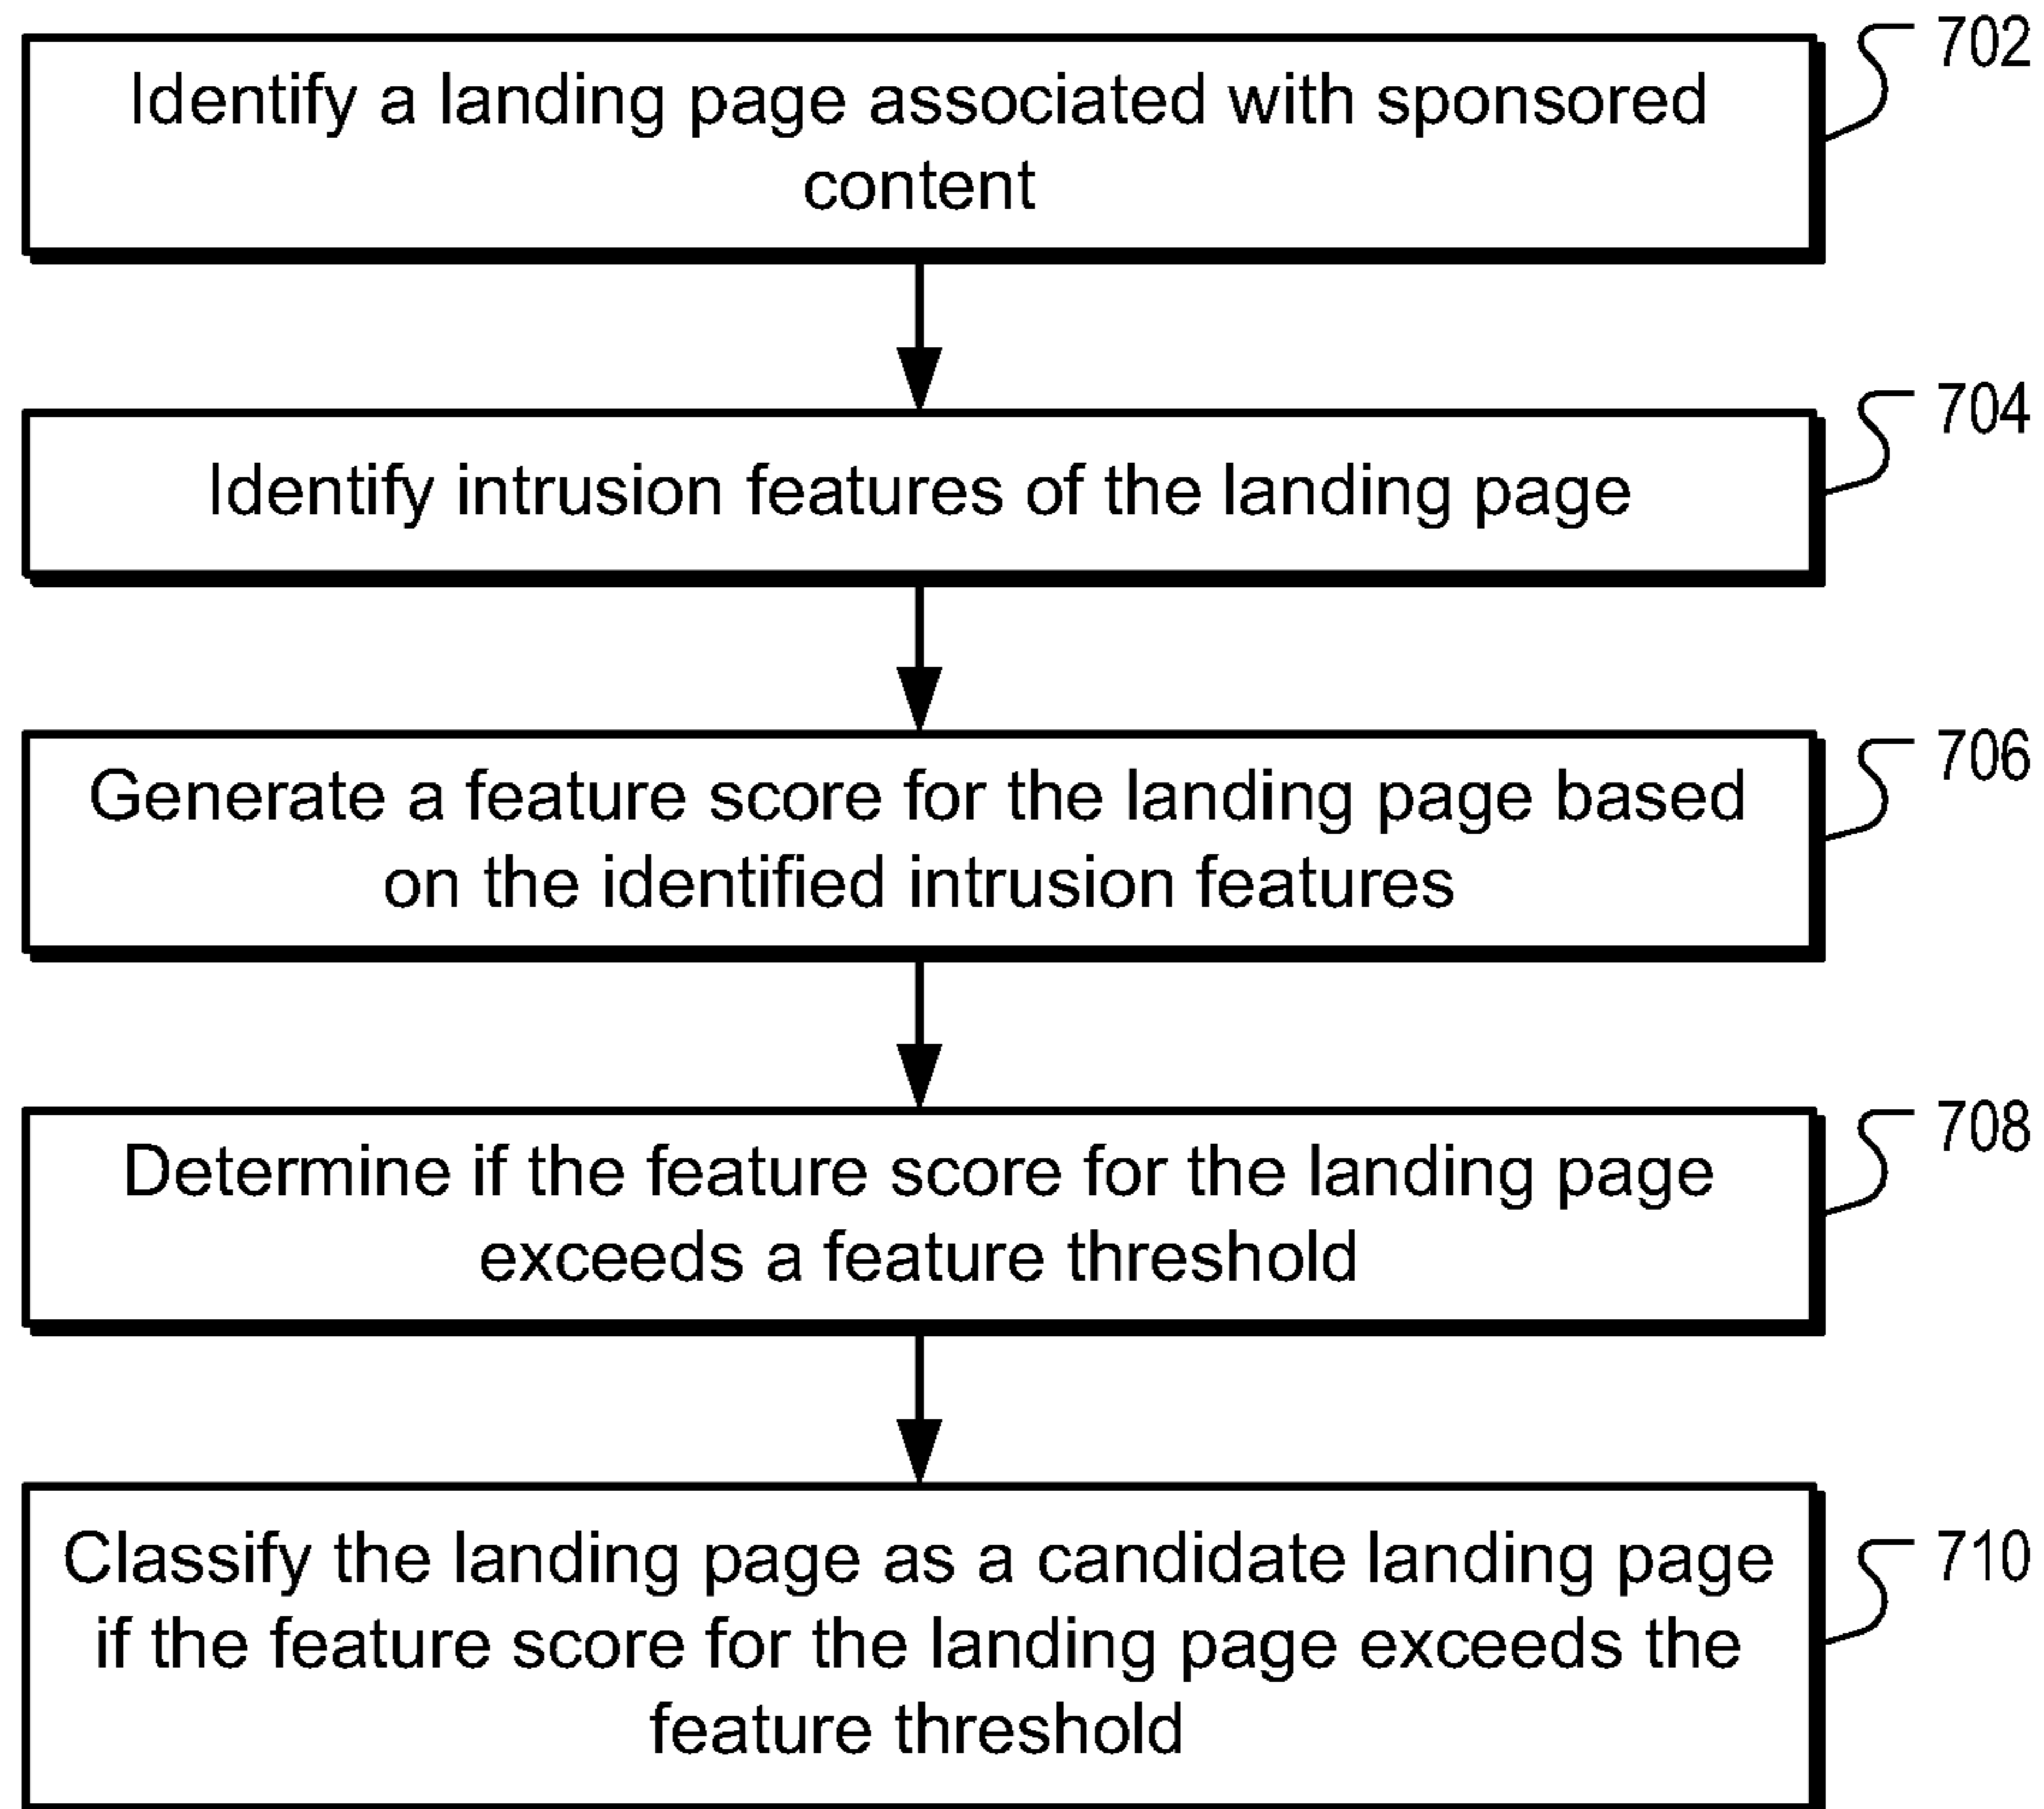 702
Identify a landing page associated with sponsored
content
704
Identify intrusion features of the landing page
706
Generate a feature score for the landing page based
on the identified intrusion features
708
Determine if the feature score for the landing page
exceeds a feature threshold
710
Classify the landing page as a candidate landing page
if the feature score for the landing page exceeds the
feature threshold